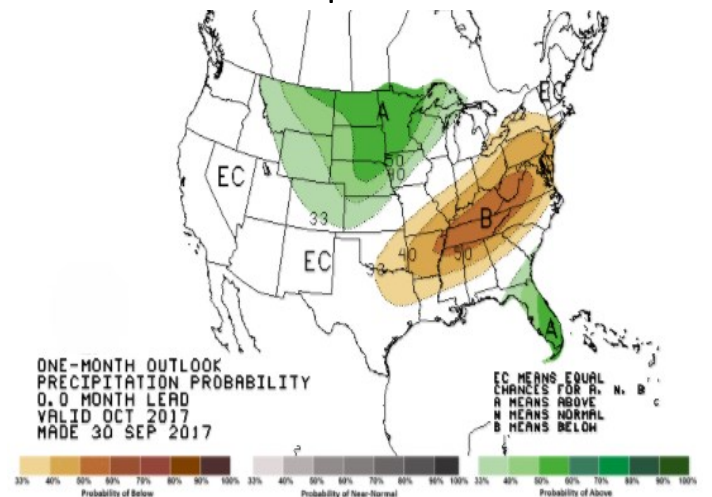 EC
A
EC
50
40
33
B
EC
33
40
50
A
ONE-MONTH OUTLOOK
PRECIPITATION PROBABILITY
0.0 MONTH LEAD
VALID OCT 2017
MADE 30 SEP 2017
EC MEANS EQUAL
CHANCES FOR A, N, B
A MEANS ABOVE
N MEANS NORMAL
B MEANS BELOW
33% 40% 50% 60% 70% 80% 90% 100%
Probability of Below
33% 40% 50% 60% 70% 80% 90% 100%
Probability of Near-Normal
33% 40% 50% 60% 70% 80% 90% 100%
Probability of Above